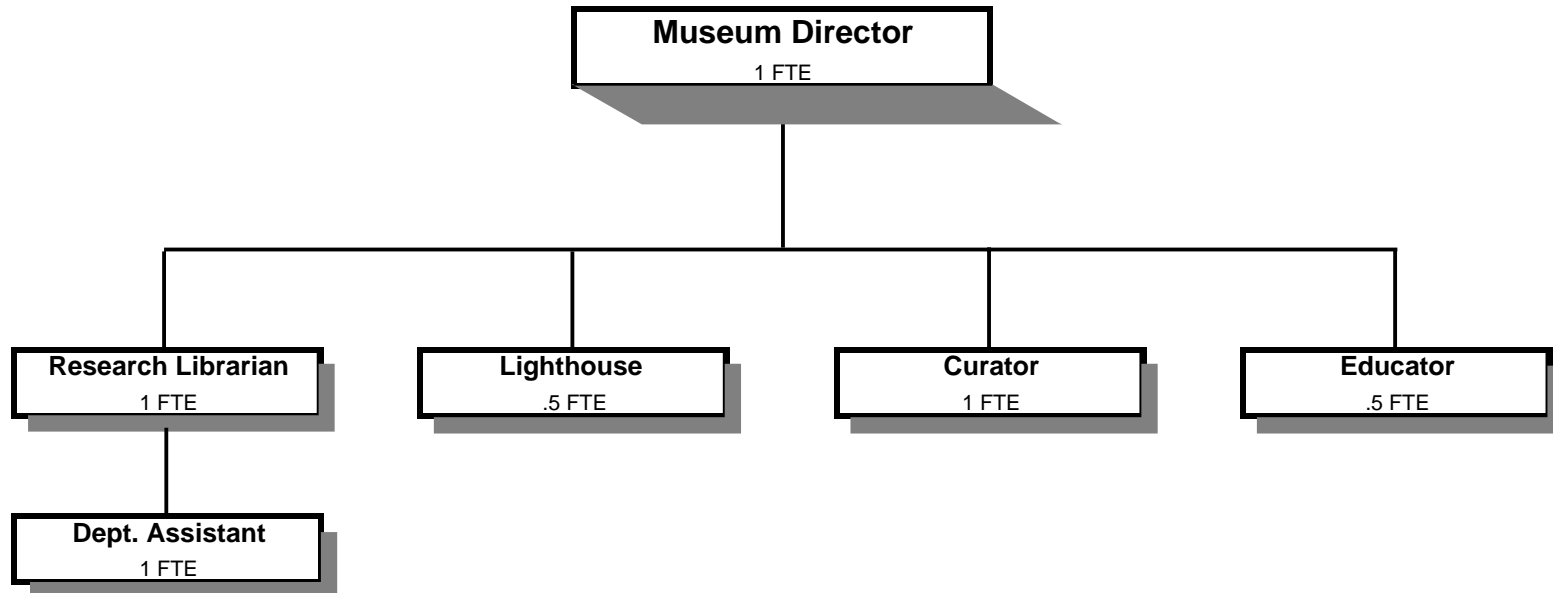 Museum Director
1 FTE
Research Librarian
1 FTE
Lighthouse
.5 FTE
Curator
1 FTE
Educator
.5 FTE
Dept. Assistant
1 FTE